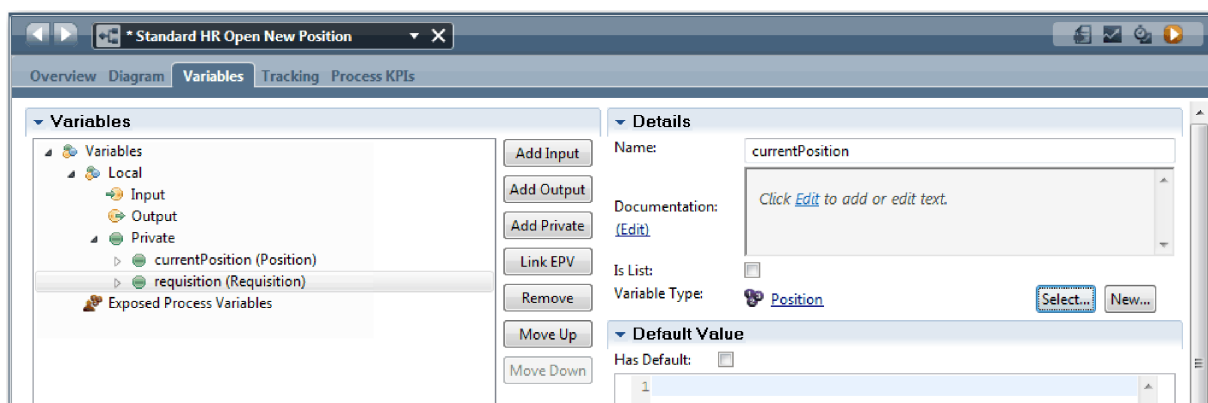 * Standard HR Open New Position
Overview Diagram Variables Tracking Process KPIs
Variables
Variables
Local
Input
Output
Private
currentPosition (Position)
requisition (Requisition)
Exposed Process Variables
Add Input
Add Output
Add Private
Link EPV
Remove
Move Up
Move Down
Details
Name: currentPosition
Documentation:
(Edit)
Click Edit to add or edit text.
Is List:
Variable Type: Position Select... New...
Default Value
Has Default:
1